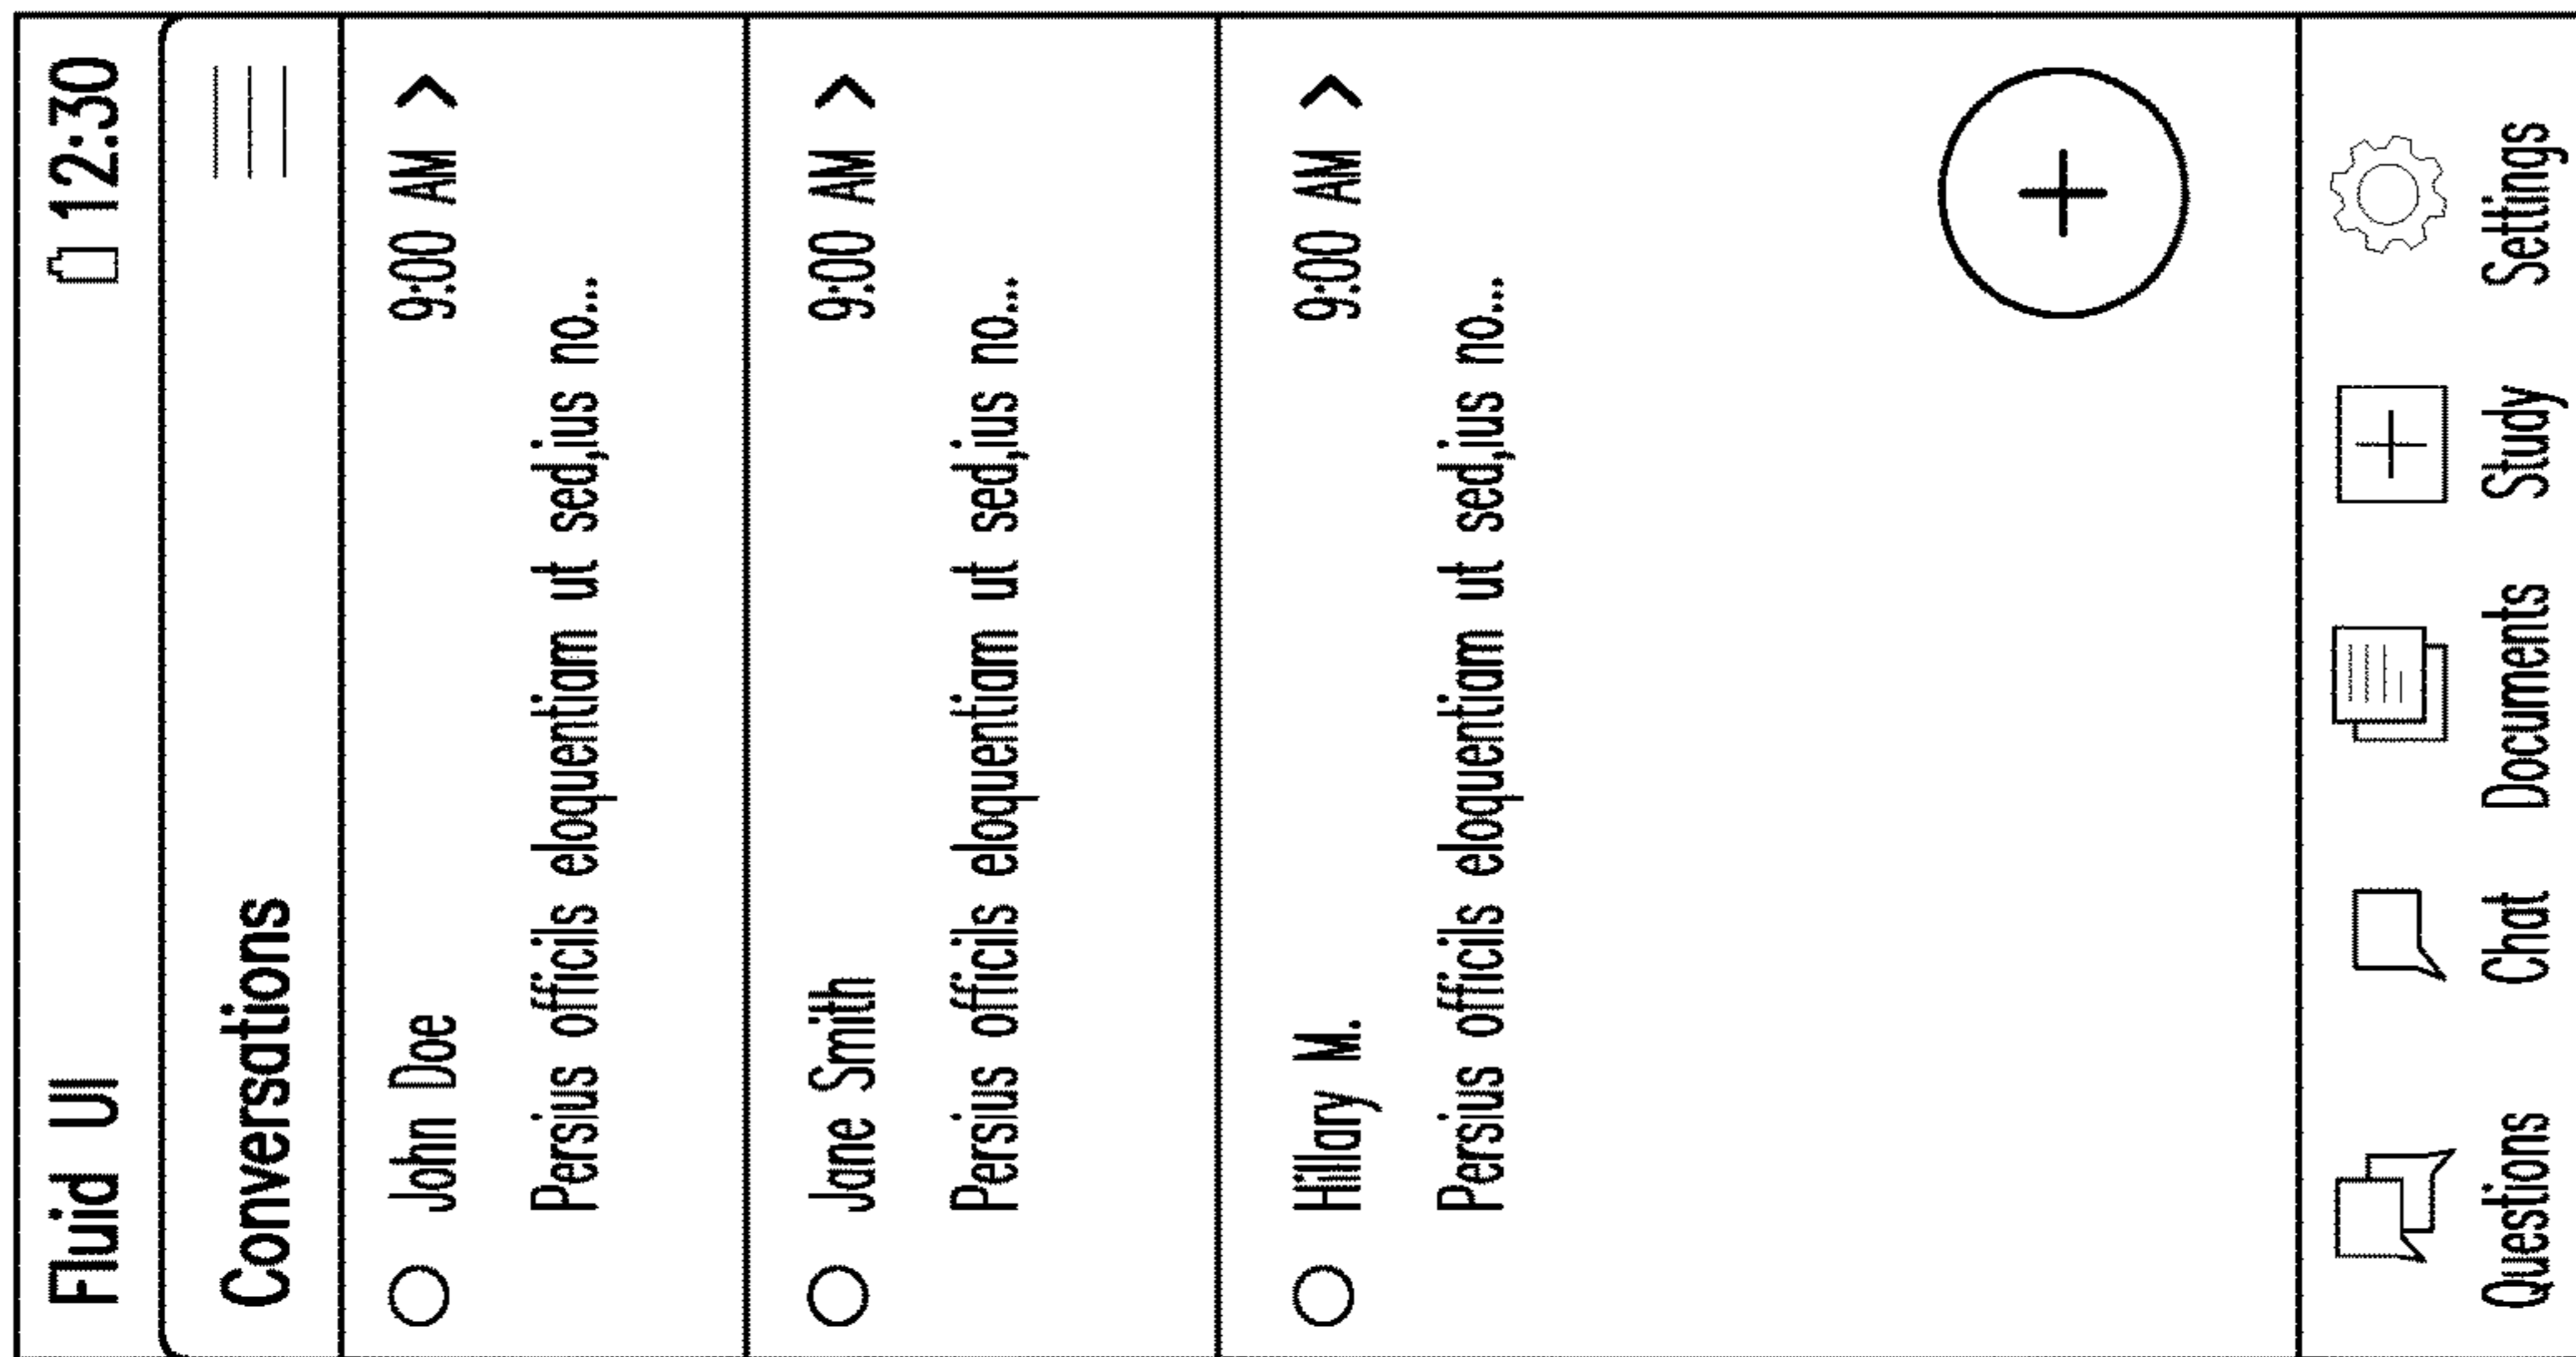 Fluid UI 12:30
Conversations
John Doe 9:00 AM >
Persius officils eloquentiam ut sed,ius no...
Jane Smith 9:00 AM >
Persius officils eloquentiam ut sed,ius no...
Hillary M. 9:00 AM >
Persius officils eloquentiam ut sed,ius no...
Questions Chat Documents Study Settings